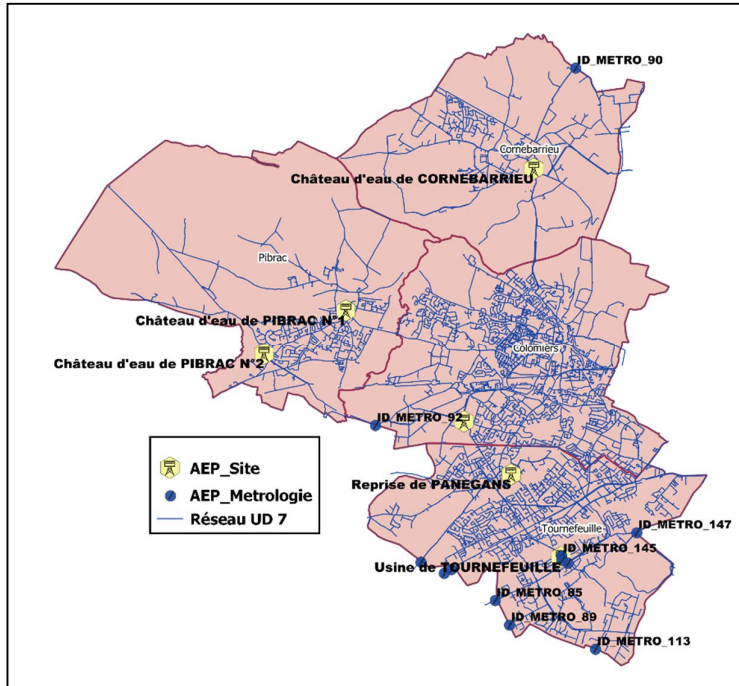 ID_METRO_90
Cornebarrieu
Château d'eau de CORNEBARRIEU
Pibrac
Château d'eau de PIBRAC N°1
Colomiers
Château d'eau de PIBRAC N°2
ID_METRO_92
AEP_Site
AEP_Metrologie
Réseau UD 7
Reprise de PANEGANS
Tournefeuille
ID_METRO_147
ID_METRO_145
Usine de TOURNEFEUILLE
ID_METRO_85
ID_METRO_89
ID_METRO_113